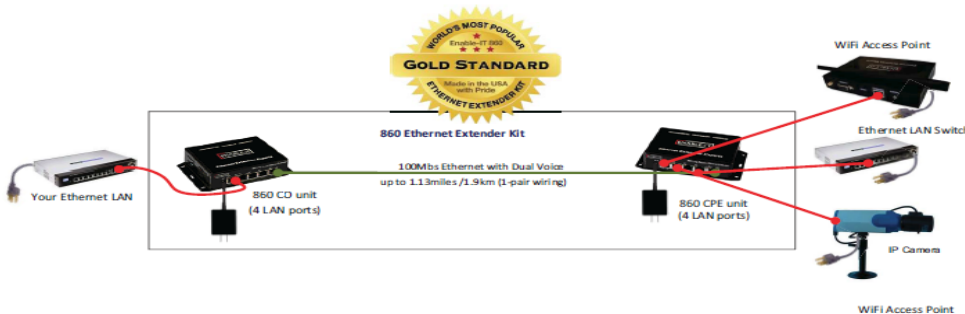 WORLD'S MOST POPULAR
Enable-IT 860
GOLD STANDARD
Made in the USA
with Pride
ETHERNET EXTENDER KIT
WiFi Access Point
860 Ethernet Extender Kit
Ethernet LAN Switch
100Mbs Ethernet with Dual Voice
up to 1.13miles /1.9km (1-pair wiring)
Your Ethernet LAN
860 CO unit
(4 LAN ports)
860 CPE unit
(4 LAN ports)
IP Camera
WiFi Access Point